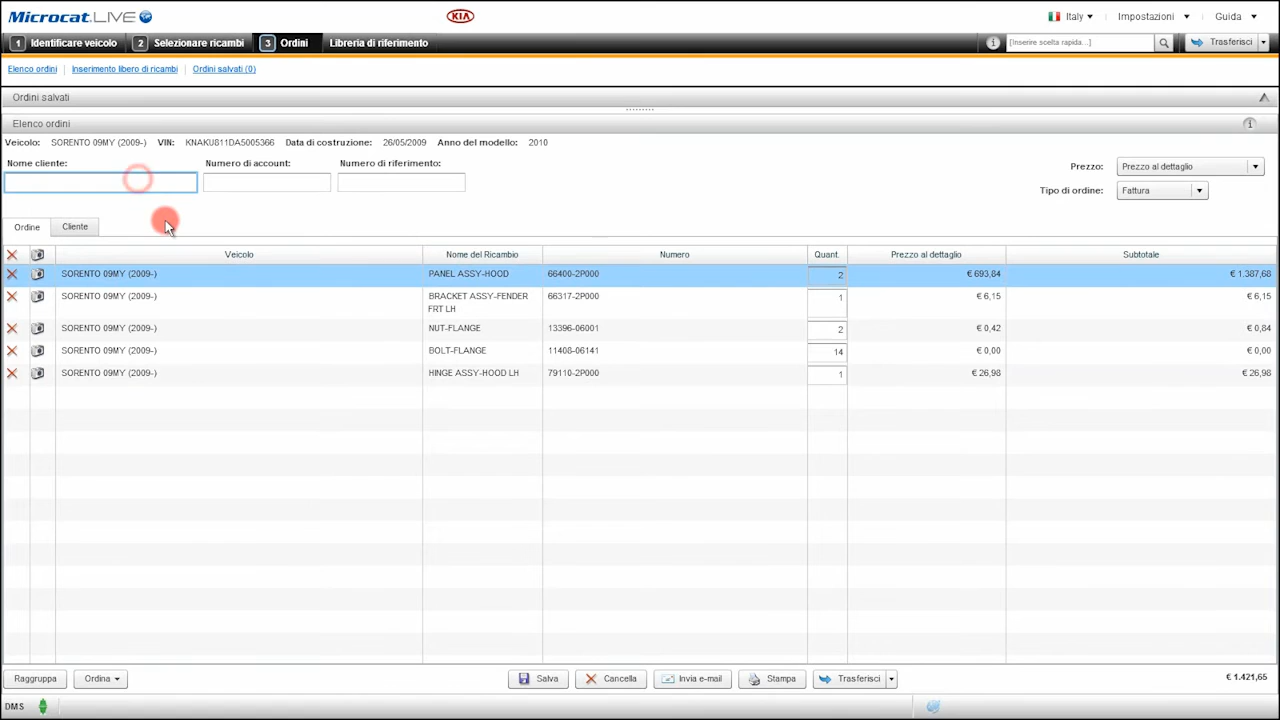 Microcat.LIVE KIA Italy Impostazioni Guida
1 Identificare veicolo 2 Selezionare ricambi 3 Ordini Libreria di riferimento [Inserire scelta rapida...] Trasferisci
Elenco ordini Inserimento libero di ricambi Ordini salvati (0)
Ordini salvati
Elenco ordini
Veicolo: SORENTO 09MY (2009-) VIN: KNAKU811DA5005366 Data di costruzione: 26/05/2009 Anno del modello: 2010
Nome cliente: Numero di account: Numero di riferimento: Prezzo: Prezzo al dettaglio
Tipo di ordine: Fattura
Ordine Cliente
Veicolo Nome del Ricambio Numero Quant. Prezzo al dettaglio Subtotale
SORENTO 09MY (2009-) PANEL ASSY-HOOD 66400-2P000 2 € 693,84 € 1.387,68
SORENTO 09MY (2009-) BRACKET ASSY-FENDER 66317-2P000 1 € 6,15 € 6,15
FRT LH
SORENTO 09MY (2009-) NUT-FLANGE 13396-06001 2 € 0,42 € 0,84
SORENTO 09MY (2009-) BOLT-FLANGE 11408-06141 14 € 0,00 € 0,00
SORENTO 09MY (2009-) HINGE ASSY-HOOD LH 79110-2P000 1 € 26,98 € 26,98
Raggruppa Ordina Salva Cancella Invia e-mail Stampa Trasferisci € 1.421,65
DMS